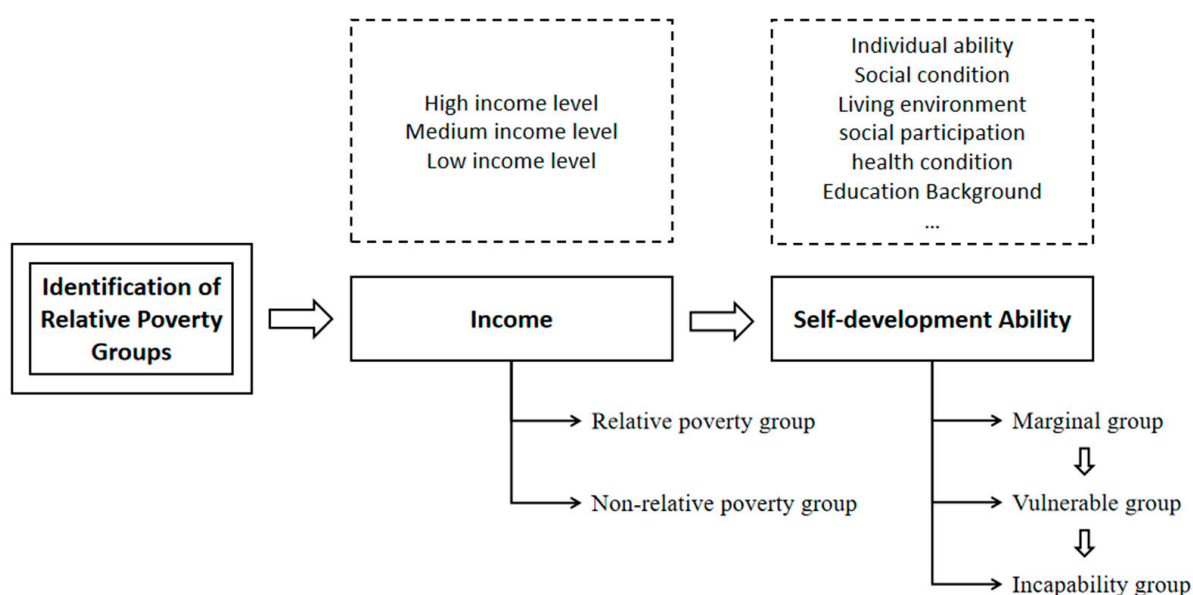 High income level
Medium income level
Low income level
Individual ability
Social condition
Living environment
social participation
health condition
Education Background
...
Identification of
Relative Poverty
Groups
Income
Self-development Ability
Relative poverty group
Non-relative poverty group
Marginal group
Vulnerable group
Incapability group